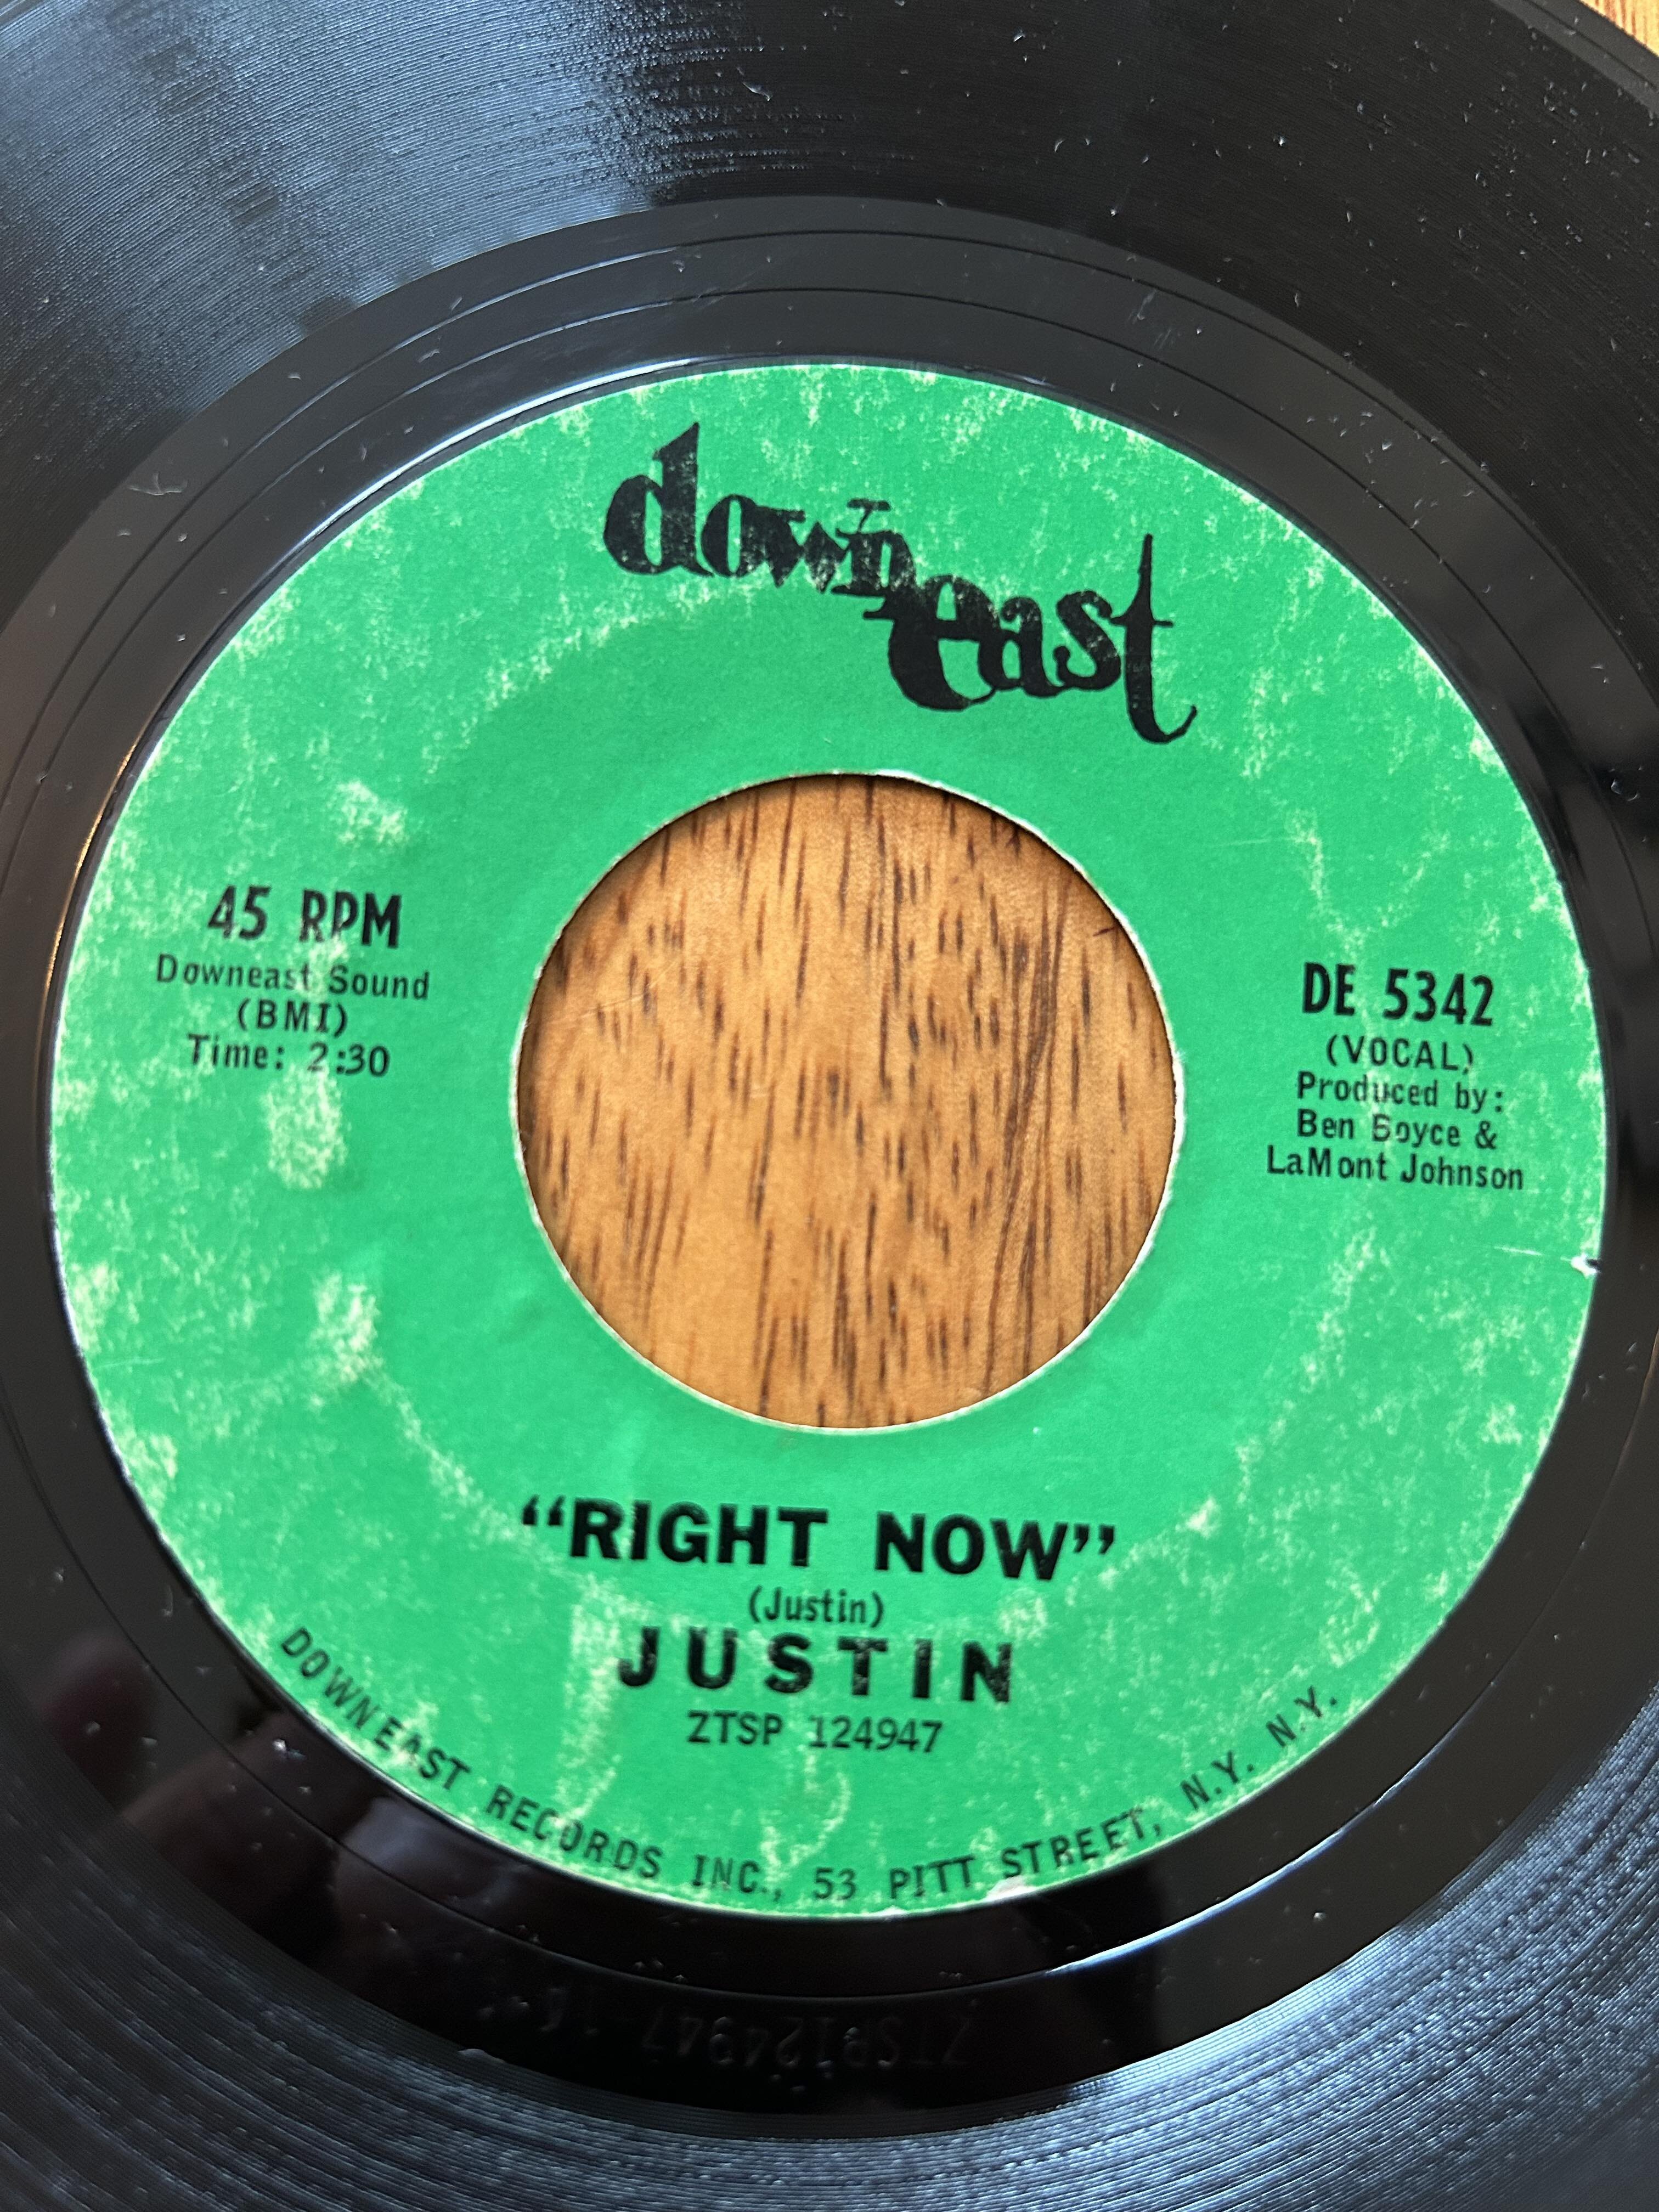 downeast
45 RPM
Downeast Sound
(BMI)
Time: 2:30
DE 5342
(VOCAL)
Produced by:
Ben Boyce &
LaMont Johnson
“RIGHT NOW”
(Justin)
JUSTIN
ZTSP 124947
DOWNEAST RECORDS INC., 53 PITT STREET, N.Y. N.Y.